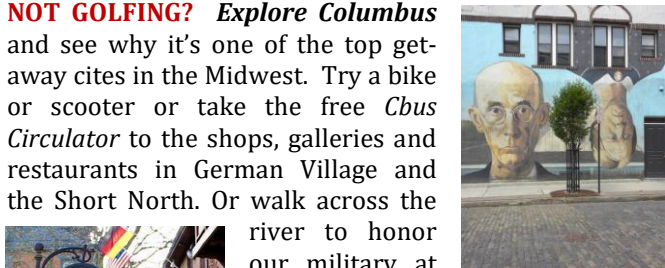 NOT GOLFING? Explore Columbus
and see why it’s one of the top get-
away cites in the Midwest. Try a bike
or scooter or take the free Cbus
Circulator to the shops, galleries and
restaurants in German Village and
the Short North. Or walk across the
river to honor
our military at